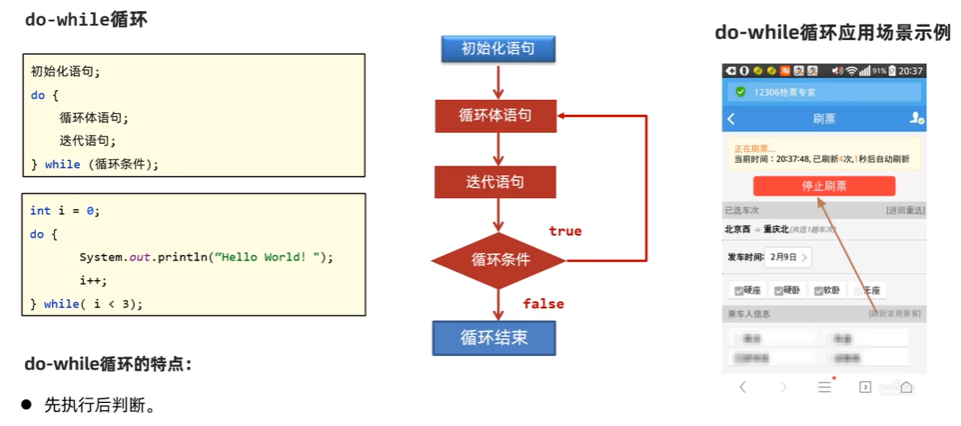 do-while循环
初始化语句;
do {
循环体语句;
迭代语句;
} while (循环条件);
int i = 0;
do {
System.out.println(“Hello World! ");
i++;
} while( i < 3);
do-while循环的特点：
● 先执行后判断。
初始化语句
循环体语句
迭代语句
true
循环条件
false
循环结束
do-while循环应用场景示例
91% 20:37
12306抢票专家
刷票
正在刷票...
当前时间：20:37:48, 已刷新4次,1秒后自动刷新
停止刷票
已选车次 [返回重选]
北京西 → 重庆北(共选1趟车次)
发车时间: 2月9日 >
硬座 硬卧 软卧 无座
乘车人信息 [刷新常用乘客]
3